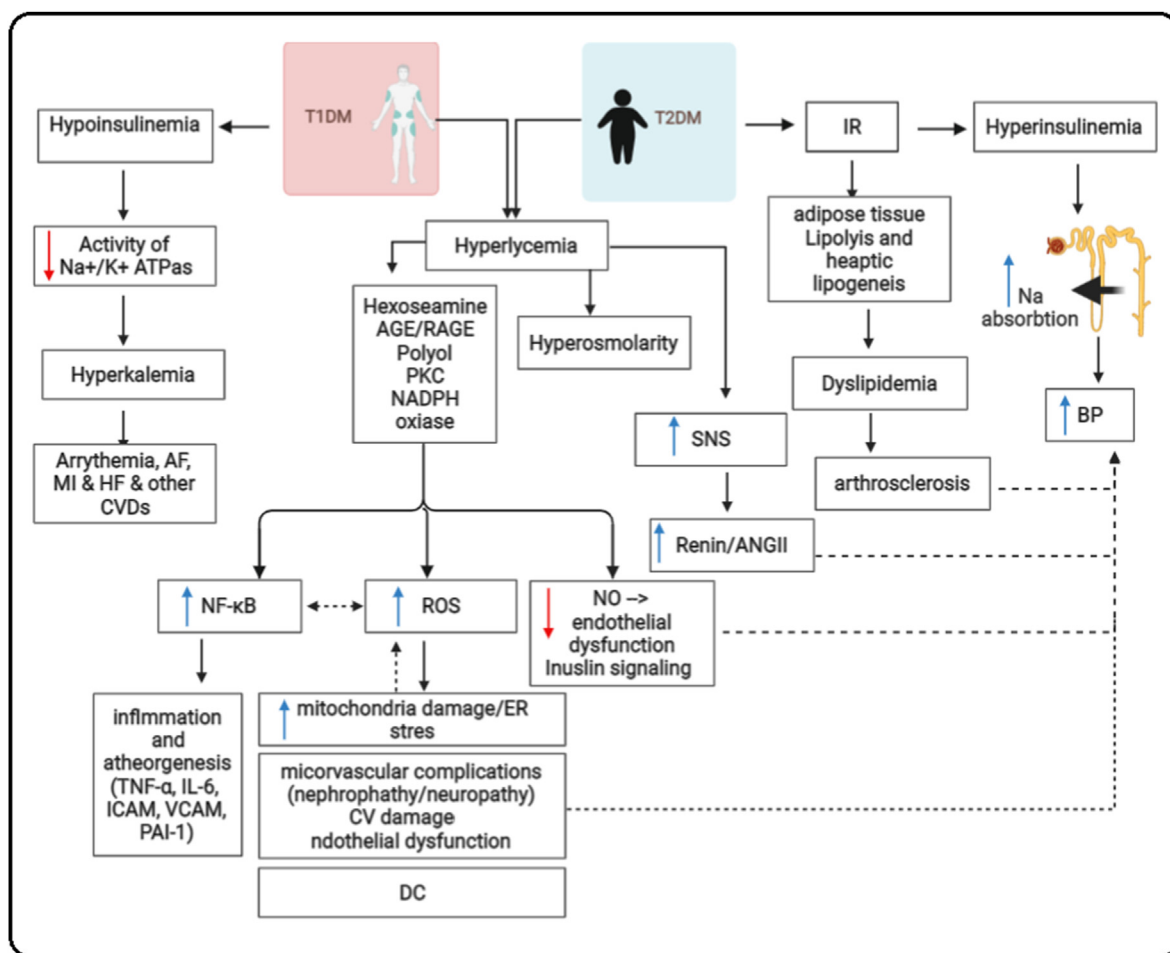 T1DM
T2DM
Hypoinsulinemia
IR
Hyperinsulinemia
Activity of
Na+/K+ ATPas
Hyperlycemia
adipose tissue
Lipolyis and
heaptic
lipogeneis
Na
absorbtion
Hexoseamine
AGE/RAGE
Polyol
PKC
NADPH
oxiase
Hyperosmolarity
Hyperkalemia
Dyslipidemia
BP
SNS
Arrythemia, AF,
MI & HF & other
CVDs
arthrosclerosis
Renin/ANGII
NF-κB
ROS
NO –>
endothelial
dysfunction
Inuslin signaling
inflmmation
and
atheorgenesis
(TNF-α, IL-6,
ICAM, VCAM,
PAI-1)
mitochondria damage/ER
stres
micorvascular complications
(nephrophathy/neuropathy)
CV damage
ndothelial dysfunction
DC